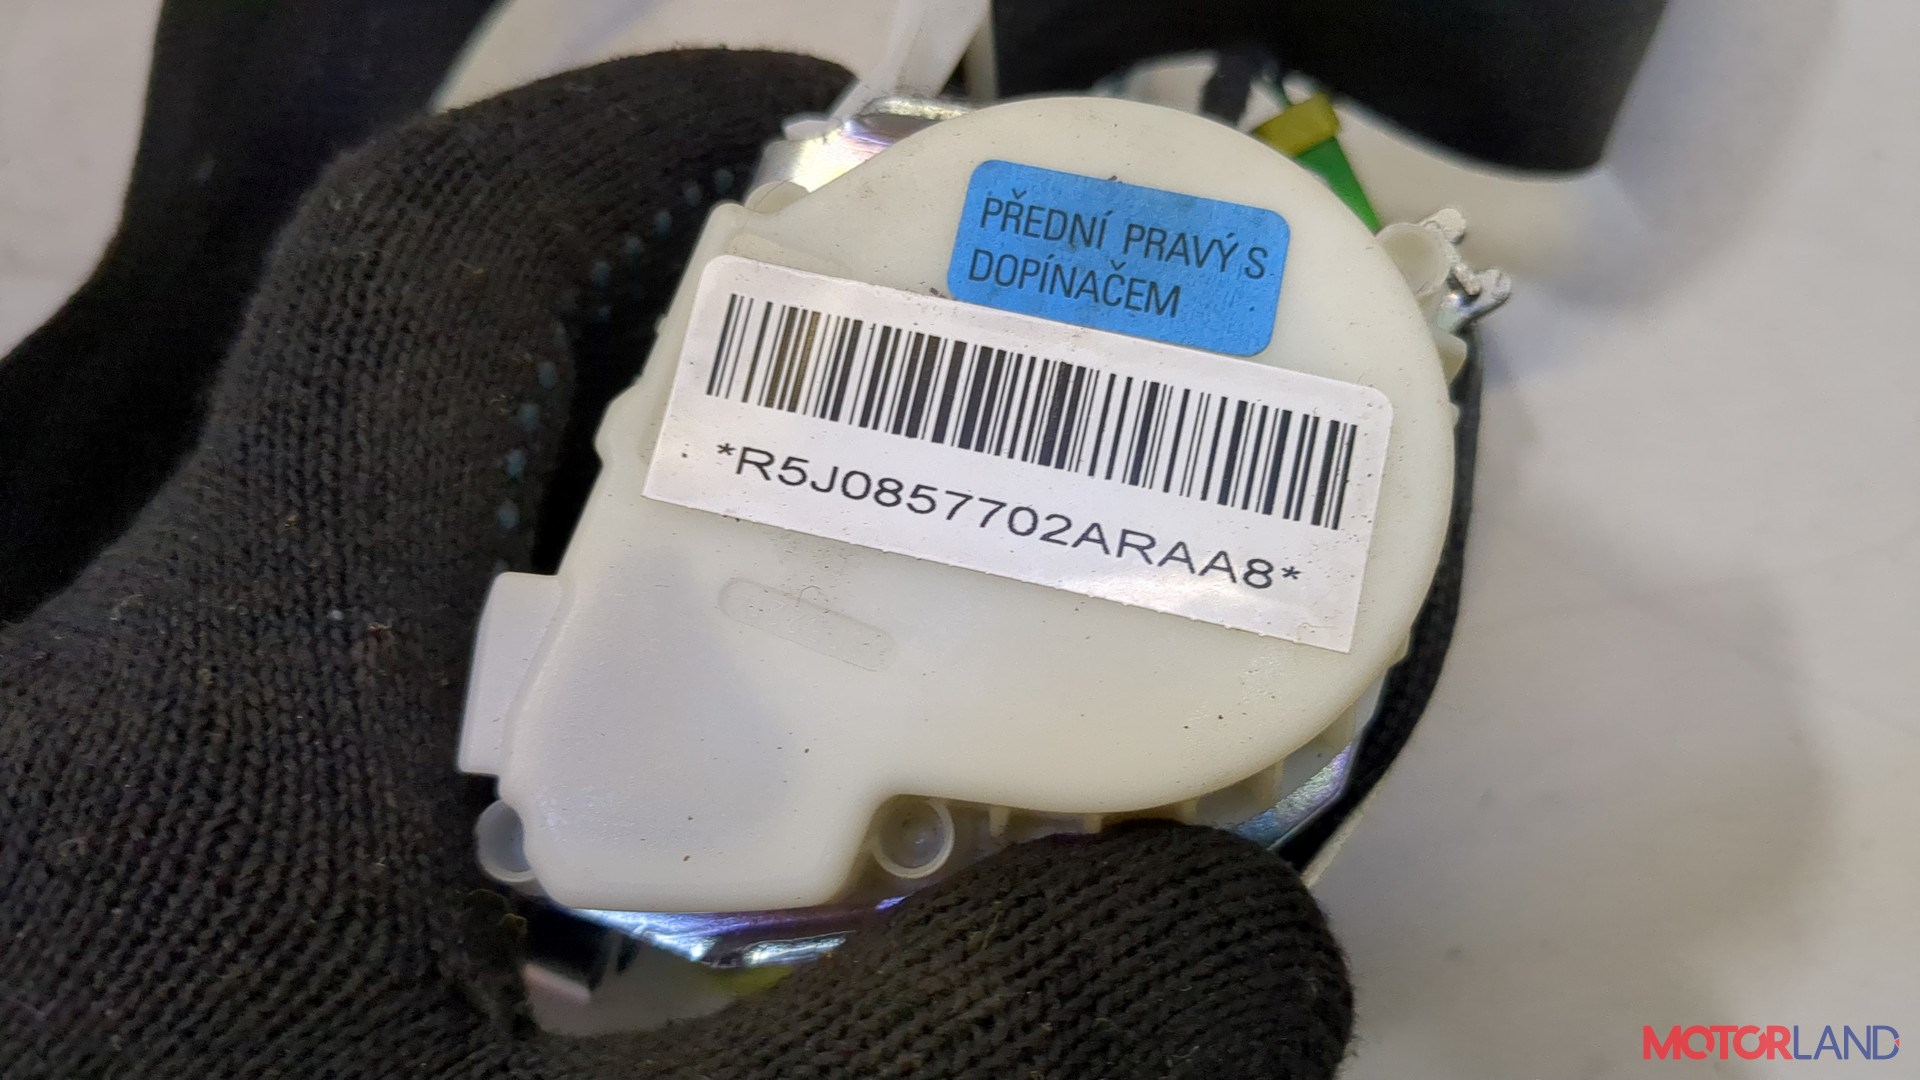 PŘEDNÍ PRAVÝ S
DOPÍNAČEM
*R5J0857702ARAA8*
MOTORLAND